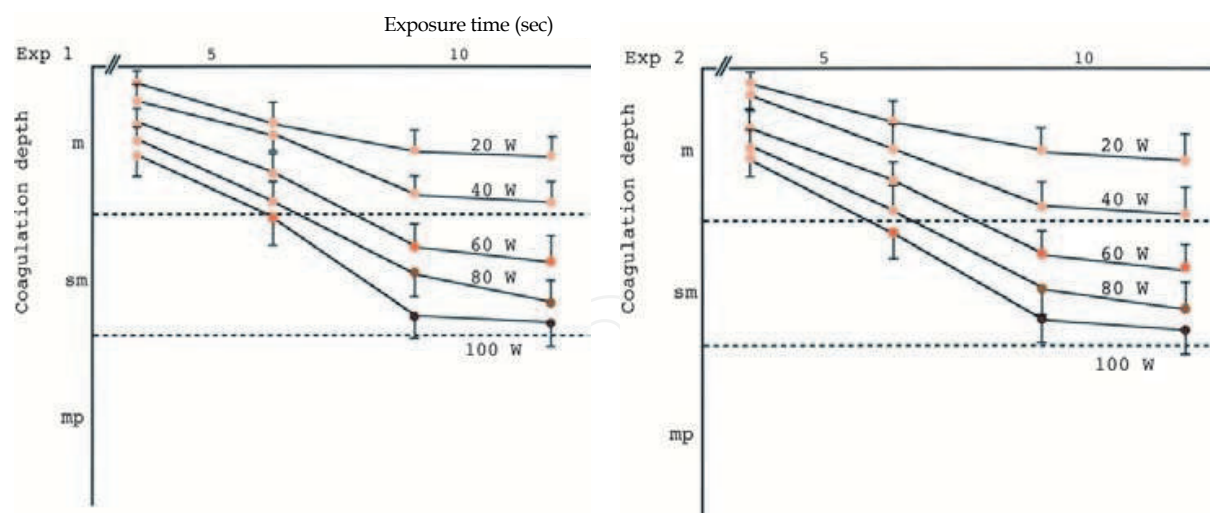 Exposure time (sec)
Exp 1
5
10
Coagulation depth
m
sm
mp
20 W
40 W
60 W
80 W
100 W
Exp 2
5
10
Coagulation depth
m
sm
mp
20 W
40 W
60 W
80 W
100 W